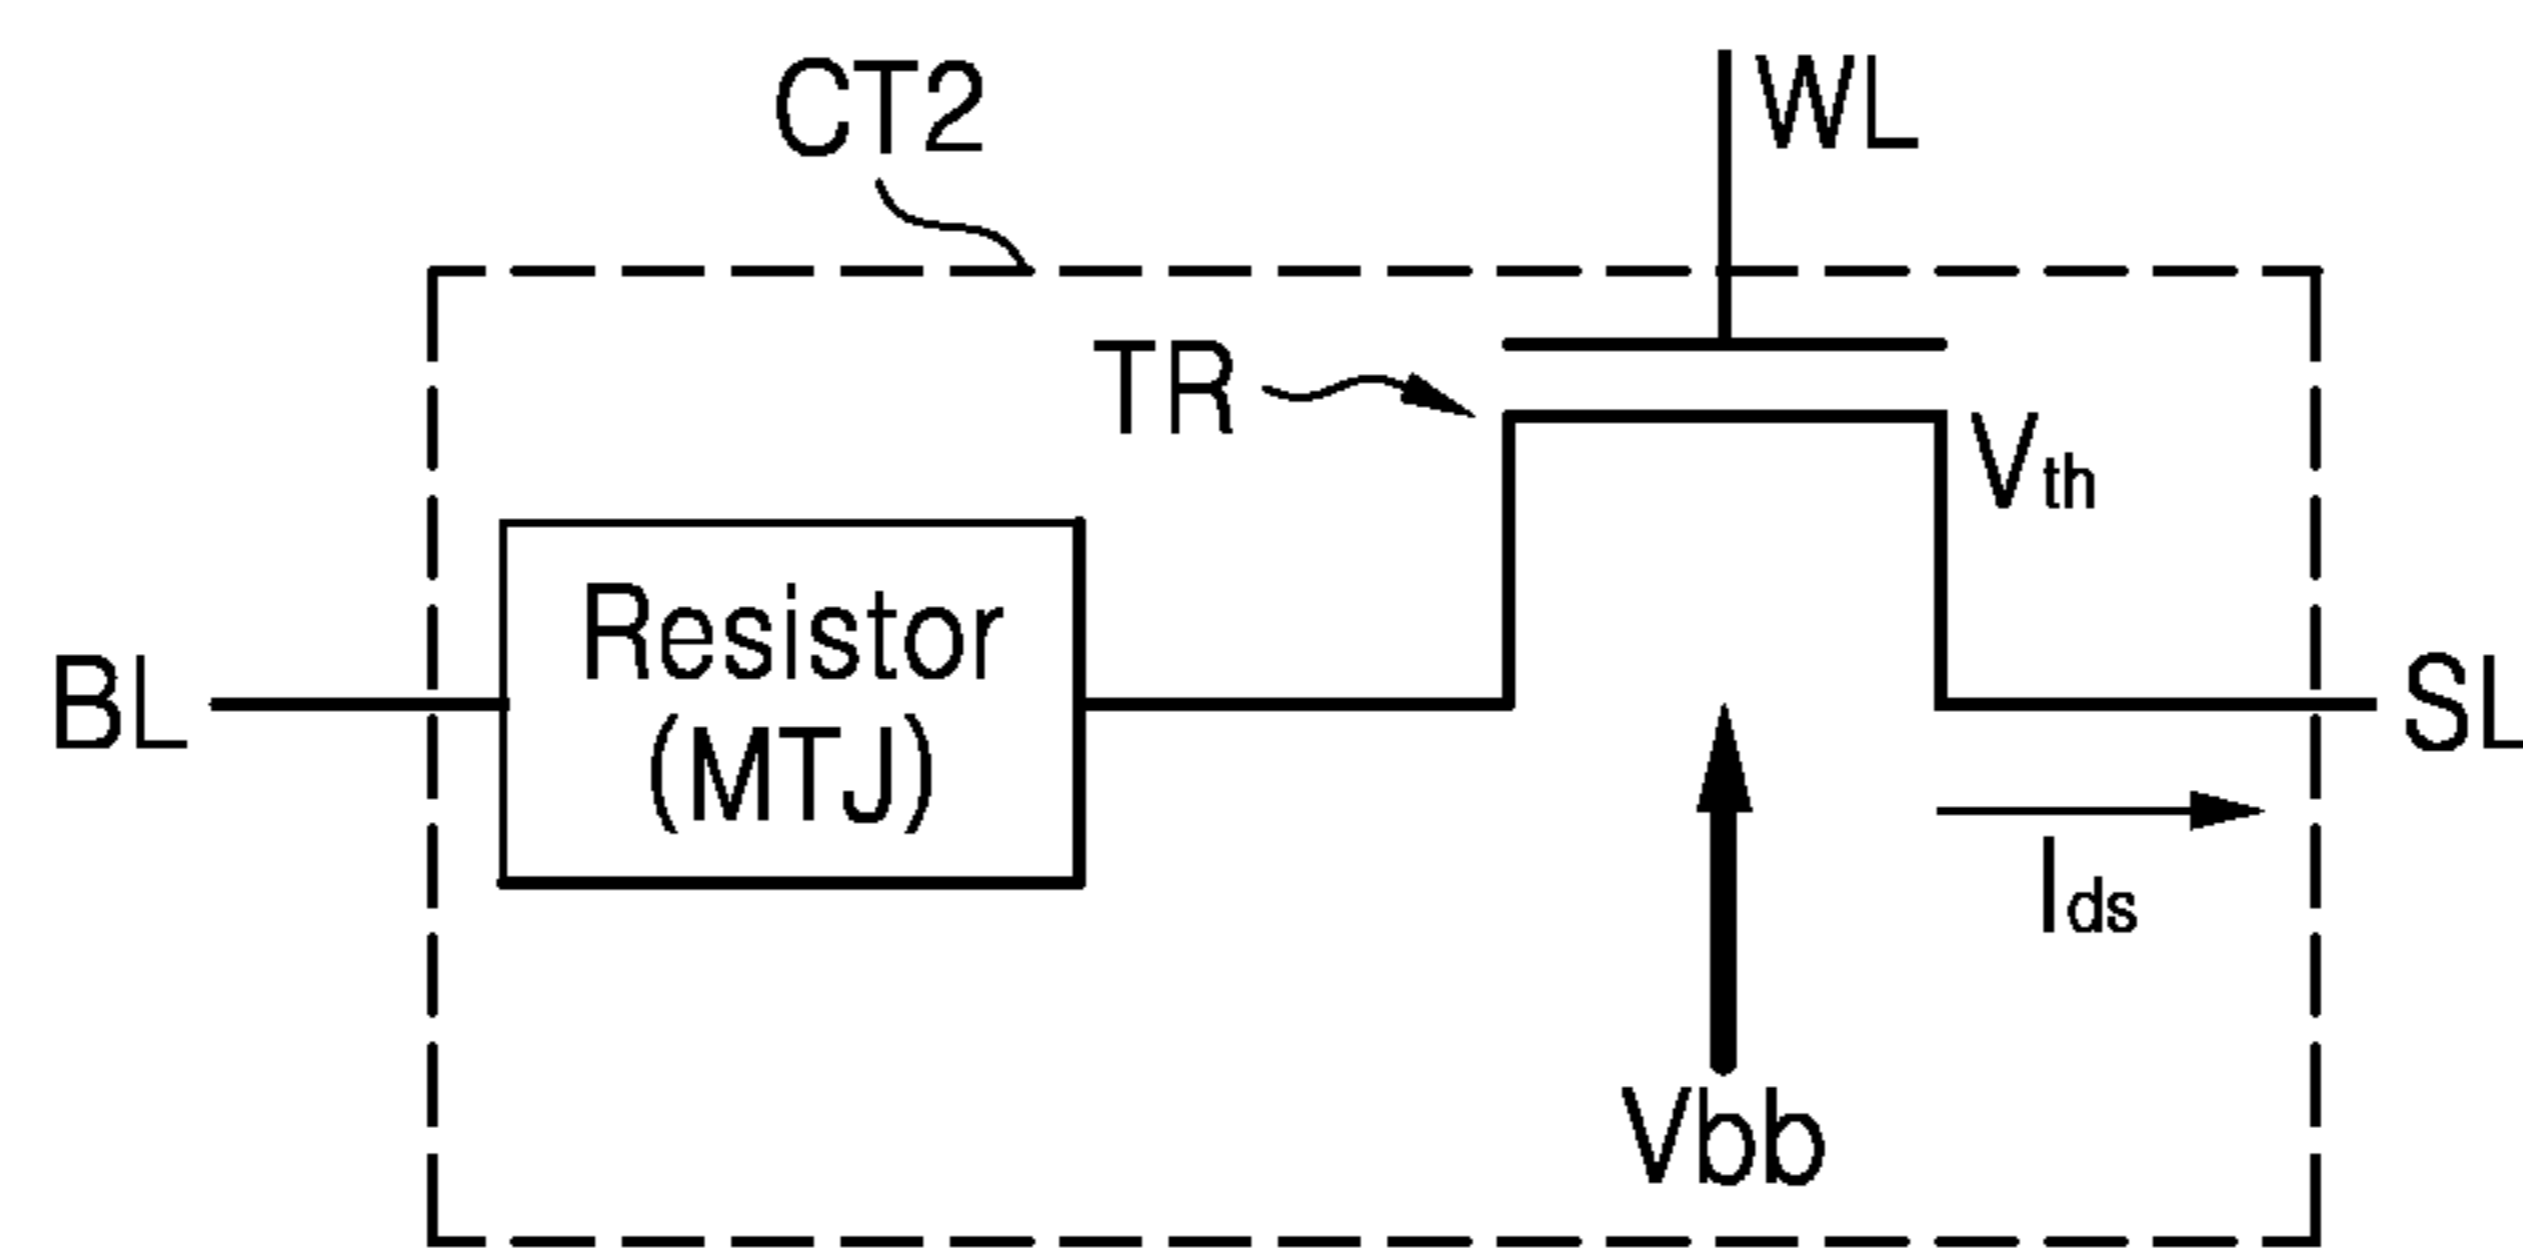 CT2
WL
TR
Vth
Resistor
(MTJ)
BL
SL
Ids
Vbb